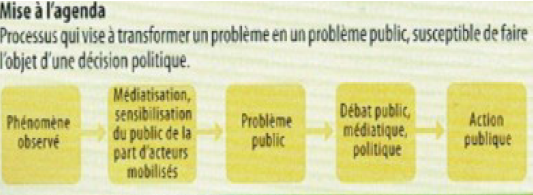 Mise à l'agenda
Processus qui vise à transformer un problème en un problème public, susceptible de faire
l'objet d'une décision politique.
Phénomène
observé
Médiatisation,
sensibilisation
du public de la
part d'acteurs
mobilisés
Problème
public
Débat public,
médiatique,
politique
Action
publique